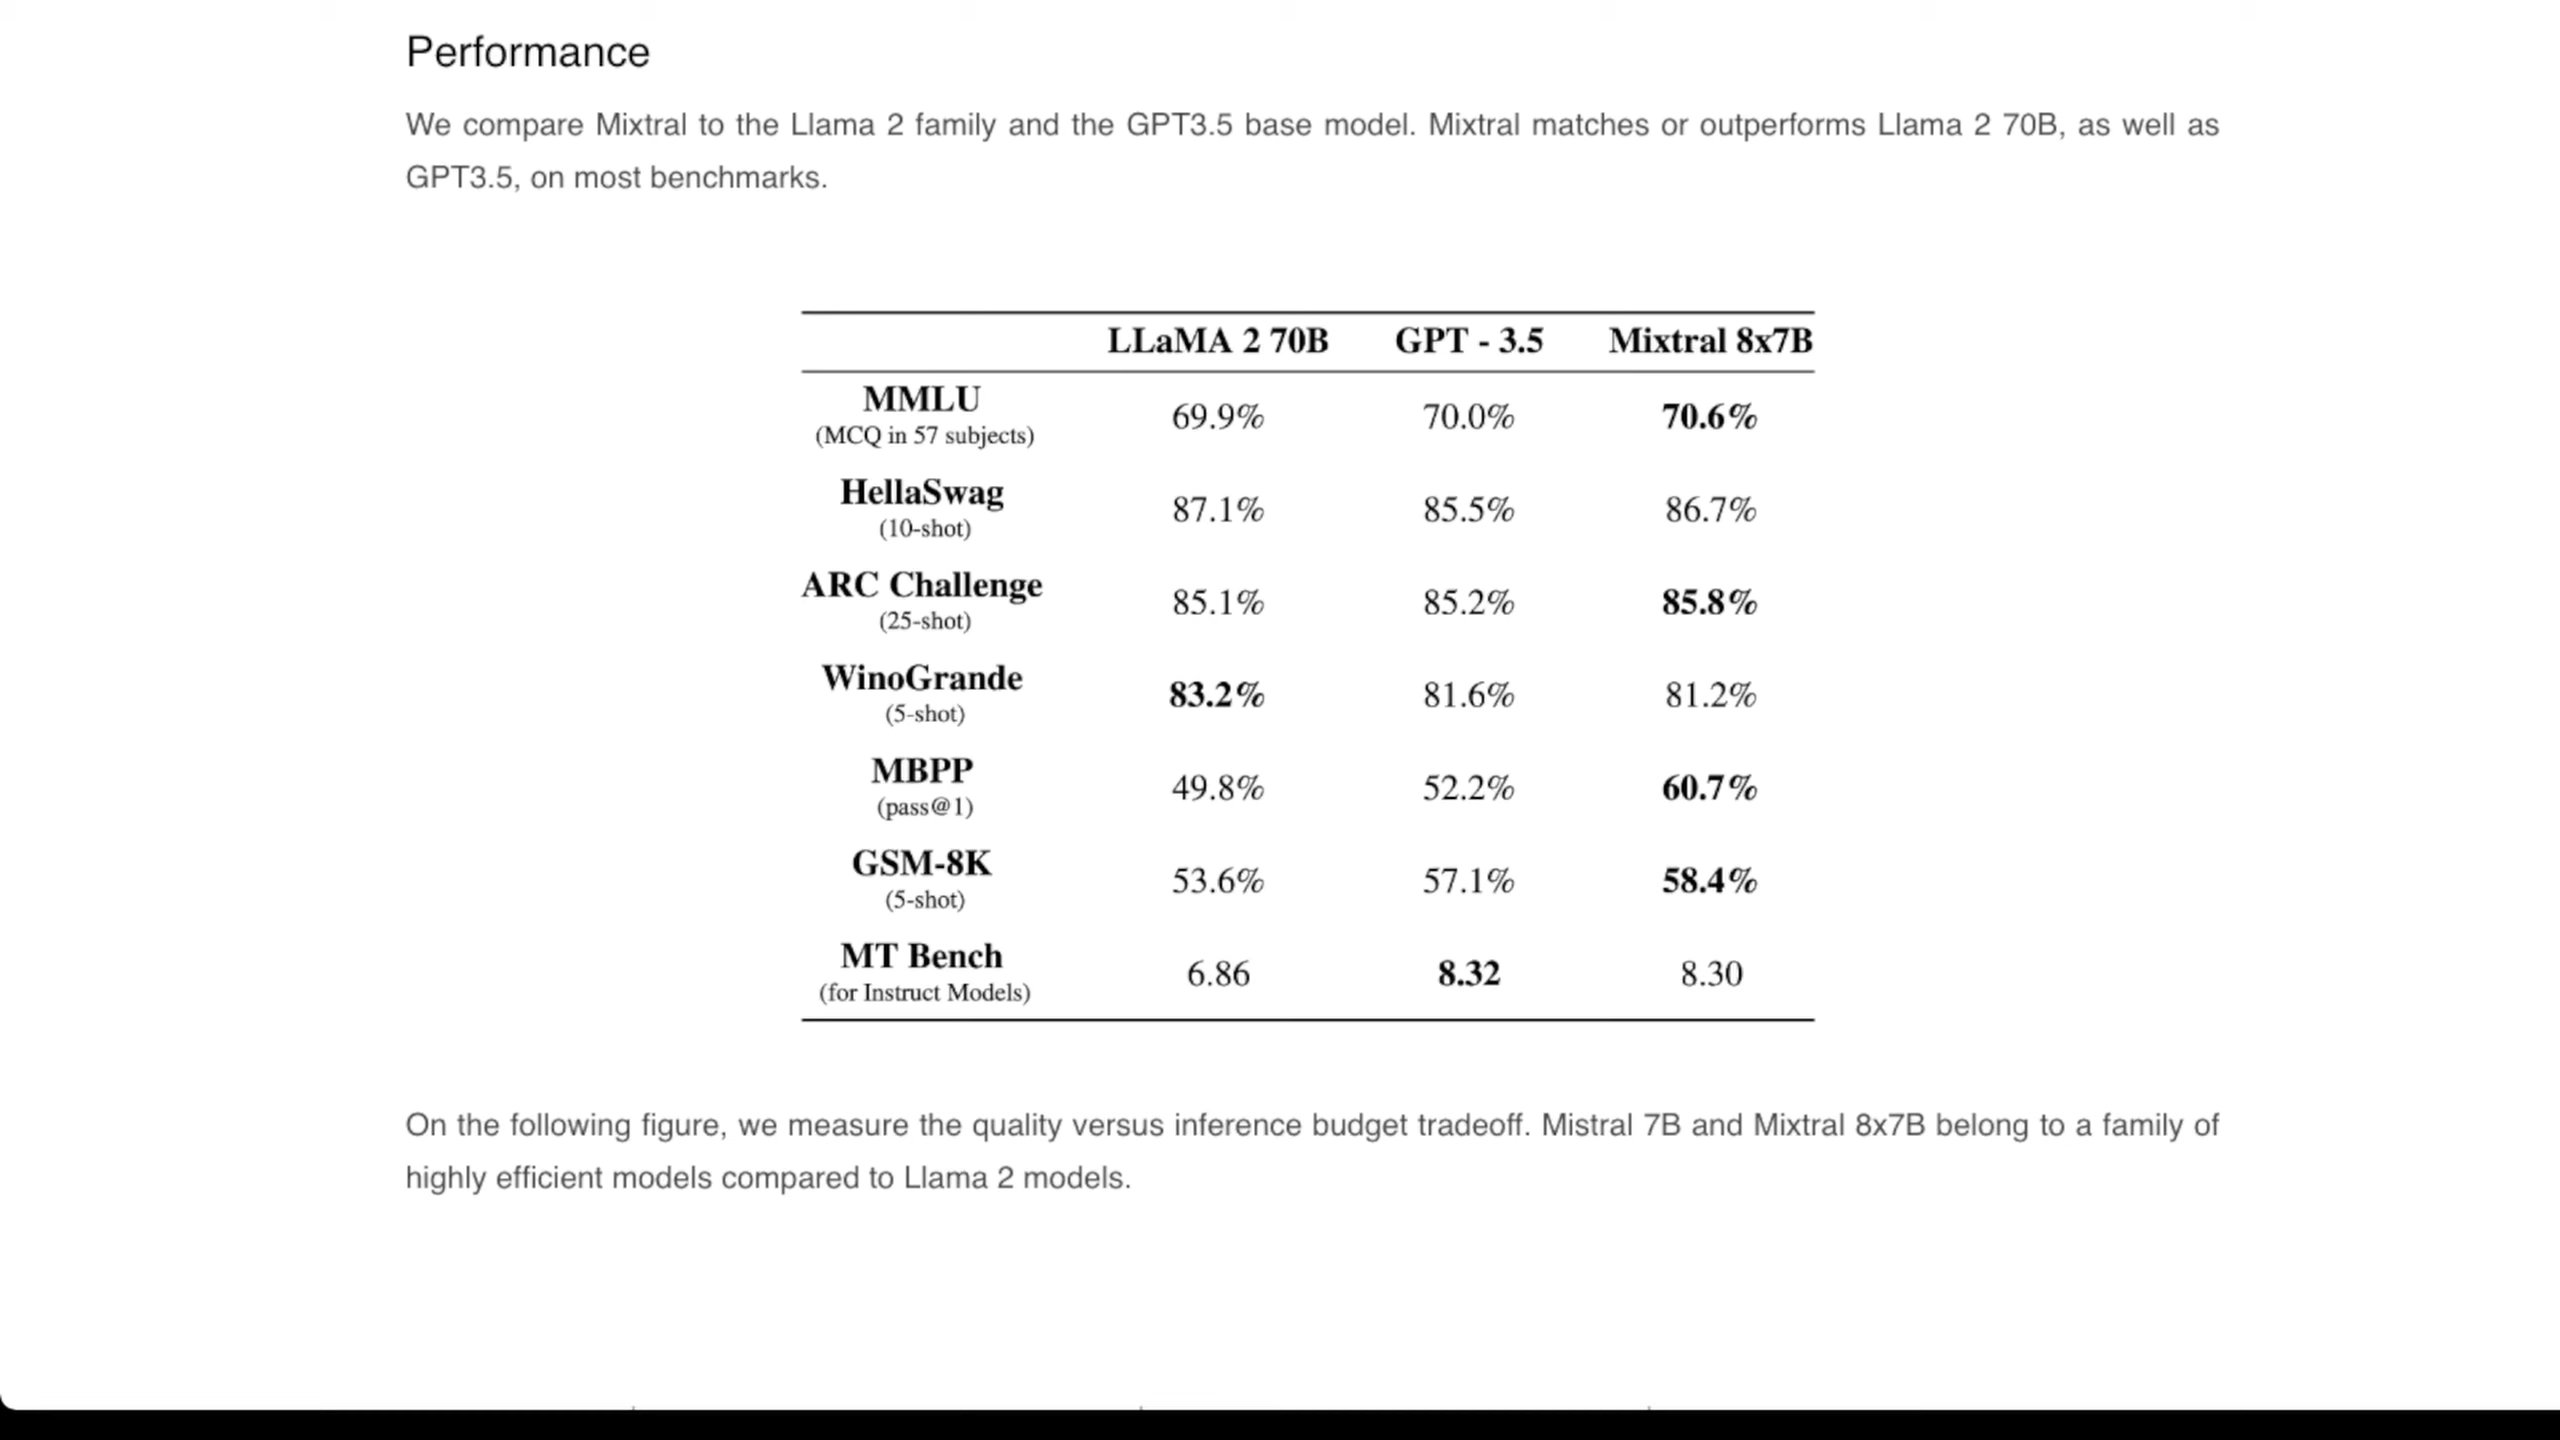 Performance
We compare Mixtral to the Llama 2 family and the GPT3.5 base model. Mixtral matches or outperforms Llama 2 70B, as well as
GPT3.5, on most benchmarks.
LLaMA 2 70B GPT - 3.5 Mixtral 8x7B
MMLU
(MCQ in 57 subjects)
69.9% 70.0% 70.6%
HellaSwag
(10-shot)
87.1% 85.5% 86.7%
ARC Challenge
(25-shot)
85.1% 85.2% 85.8%
WinoGrande
(5-shot)
83.2% 81.6% 81.2%
MBPP
(pass@1)
49.8% 52.2% 60.7%
GSM-8K
(5-shot)
53.6% 57.1% 58.4%
MT Bench
(for Instruct Models)
6.86 8.32 8.30
On the following figure, we measure the quality versus inference budget tradeoff. Mistral 7B and Mixtral 8x7B belong to a family of
highly efficient models compared to Llama 2 models.